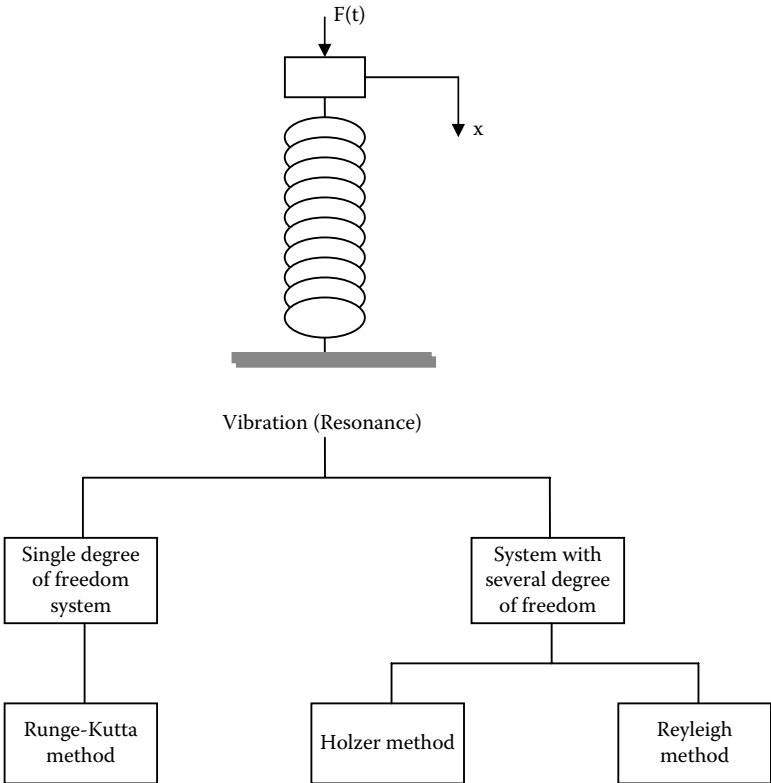 F(t)
x
Vibration (Resonance)
Single degree
of freedom
system
System with
several degree
of freedom
Runge-Kutta
method
Holzer method
Reyleigh
method